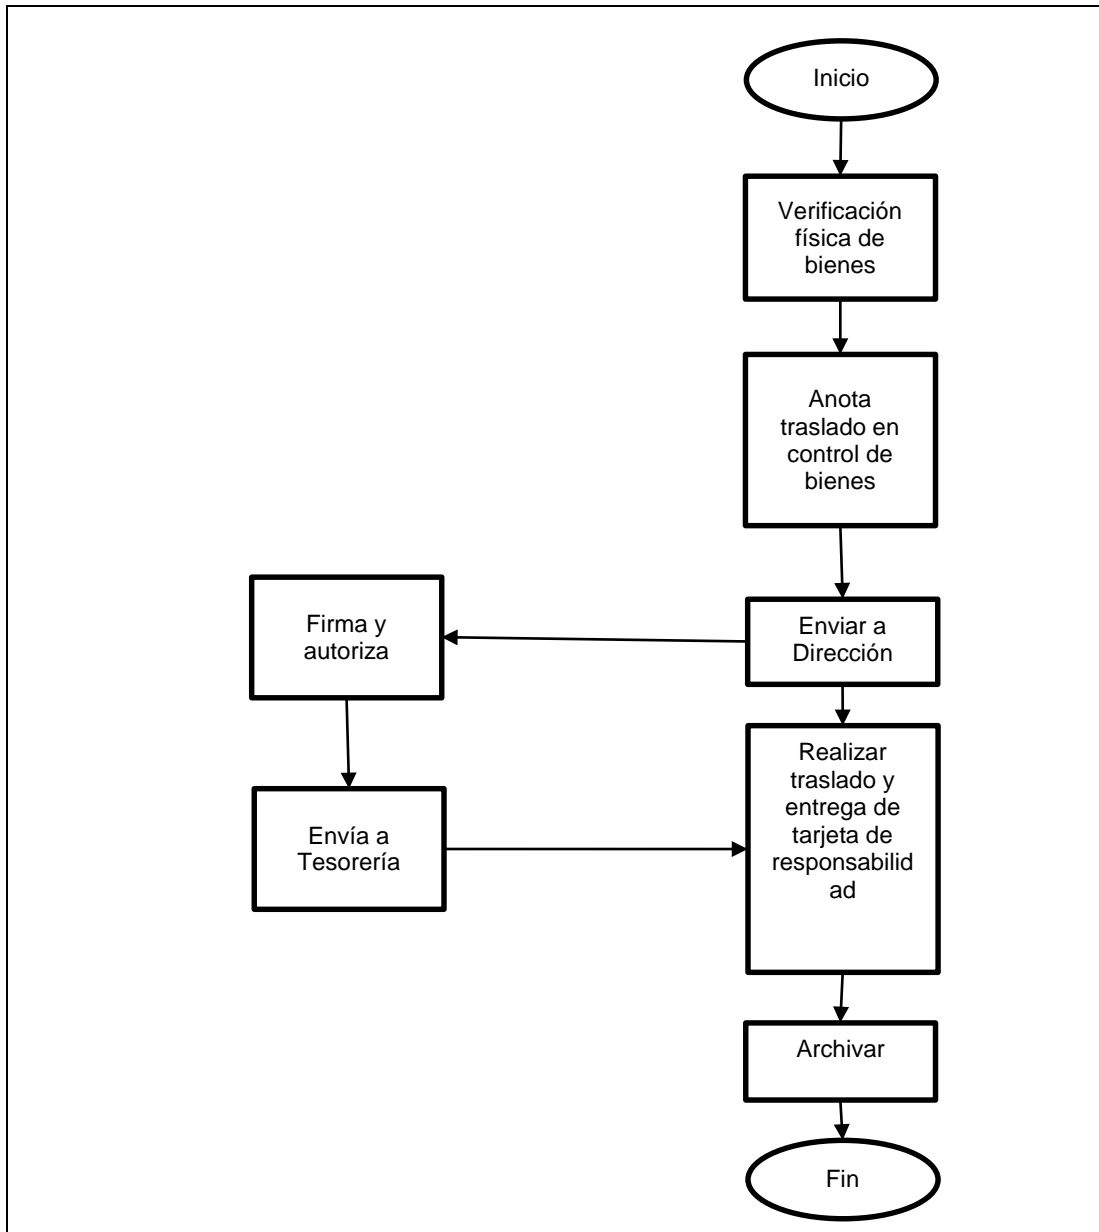 Inicio
Verificación
física de
bienes
Anota
traslado en
control de
bienes
Firma y
autoriza
Enviar a
Dirección
Realizar
traslado y
entrega de
tarjeta de
responsabilid
ad
Envía a
Tesorería
Archivar
Fin